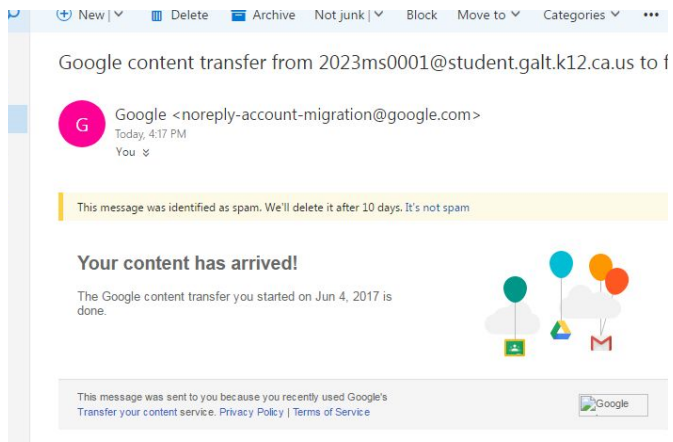 New | Delete Archive Not junk | Block Move to Categories ...
Google content transfer from 2023ms0001@student.galt.k12.ca.us to
G
Google <noreply-account-migration@google.com>
Today, 4:17 PM
You
This message was identified as spam. We'll delete it after 10 days. It's not spam
Your content has arrived!
The Google content transfer you started on Jun 4, 2017 is
done.
This message was sent to you because you recently used Google's
Transfer your content service. Privacy Policy | Terms of Service
Google